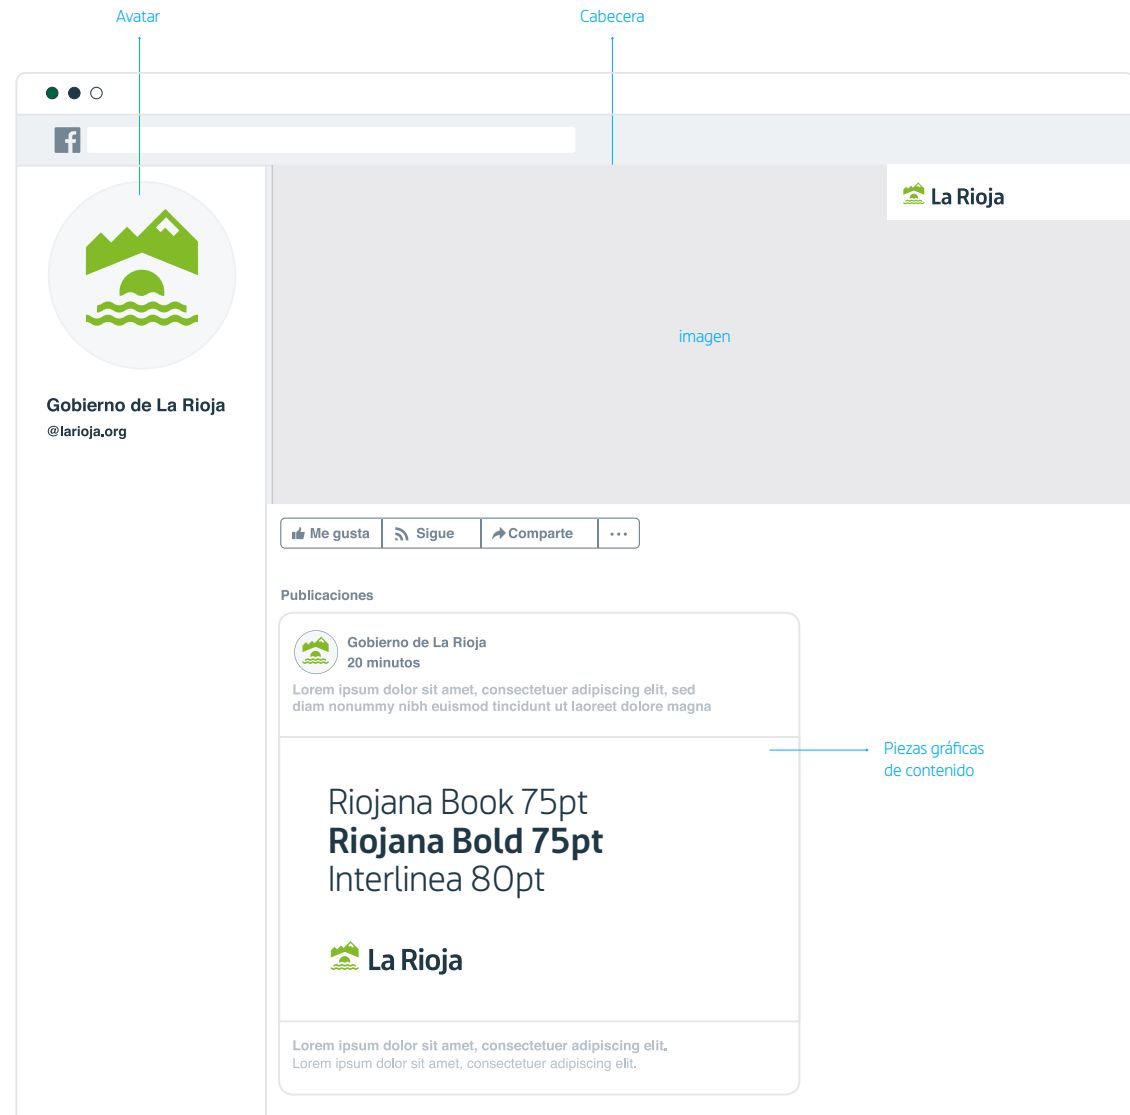 Avatar
Cabecera
La Rioja
imagen
Gobierno de La Rioja
@larioja.org
Me gusta
Sigue
Comparte
...
Publicaciones
Gobierno de La Rioja
20 minutos
Lorem ipsum dolor sit amet, consectetuer adipiscing elit, sed
diam nonummy nibh euismod tincidunt ut laoreet dolore magna
Piezas gráficas
de contenido
Riojana Book 75pt
Riojana Bold 75pt
Interlinea 80pt
La Rioja
Lorem ipsum dolor sit amet, consectetuer adipiscing elit.
Lorem ipsum dolor sit amet, consectetuer adipiscing elit.